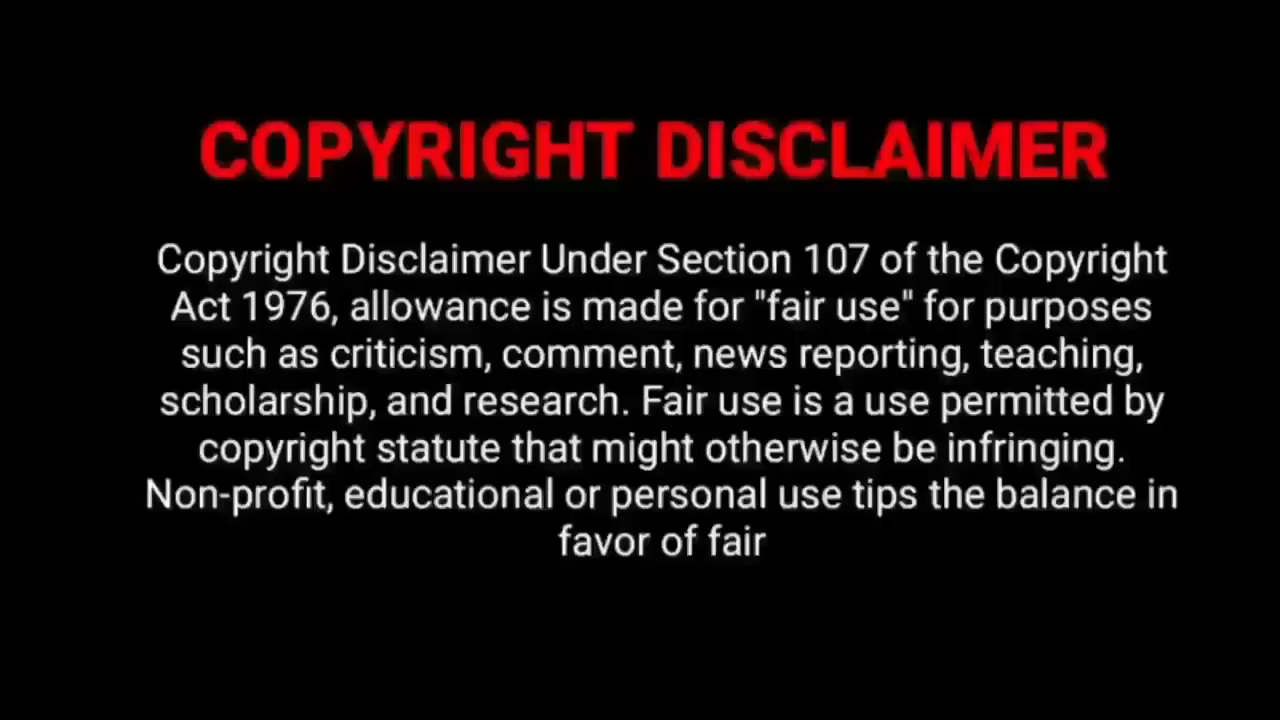 COPYRIGHT DISCLAIMER
Copyright Disclaimer Under Section 107 of the Copyright
Act 1976, allowance is made for "fair use" for purposes
such as criticism, comment, news reporting, teaching,
scholarship, and research. Fair use is a use permitted by
copyright statute that might otherwise be infringing.
Non-profit, educational or personal use tips the balance in
favor of fair